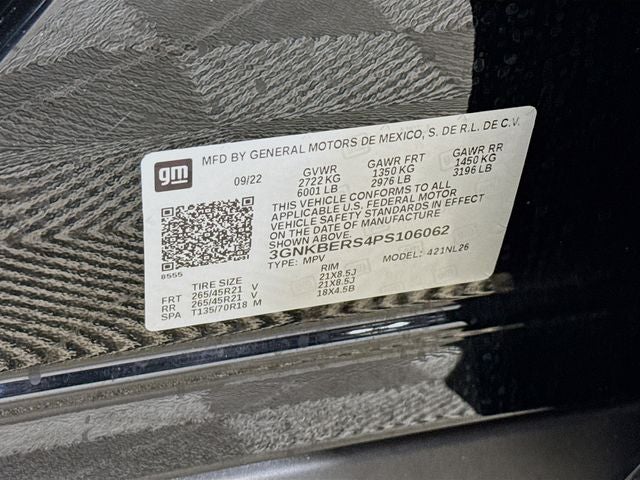 gm
MFD BY GENERAL MOTORS DE MEXICO, S. DE R.L. DE C.V.
09/22
GVWR GAWR FRT GAWR RR
2722 KG 1350 KG 1450 KG
6001 LB 2976 LB 3196 LB
THIS VEHICLE CONFORMS TO ALL
APPLICABLE U.S. FEDERAL MOTOR
VEHICLE SAFETY STANDARDS IN EFFECT
ON THE DATE OF MANUFACTURE
SHOWN ABOVE.
3GNKBERS4PS106062
TYPE: MPV MODEL: 421NL26
8555
TIRE SIZE RIM
FRT 265/45R21 V 21X8.5J
RR 265/45R21 V 21X8.5J
SPA T135/70R18 M 18X4.5B